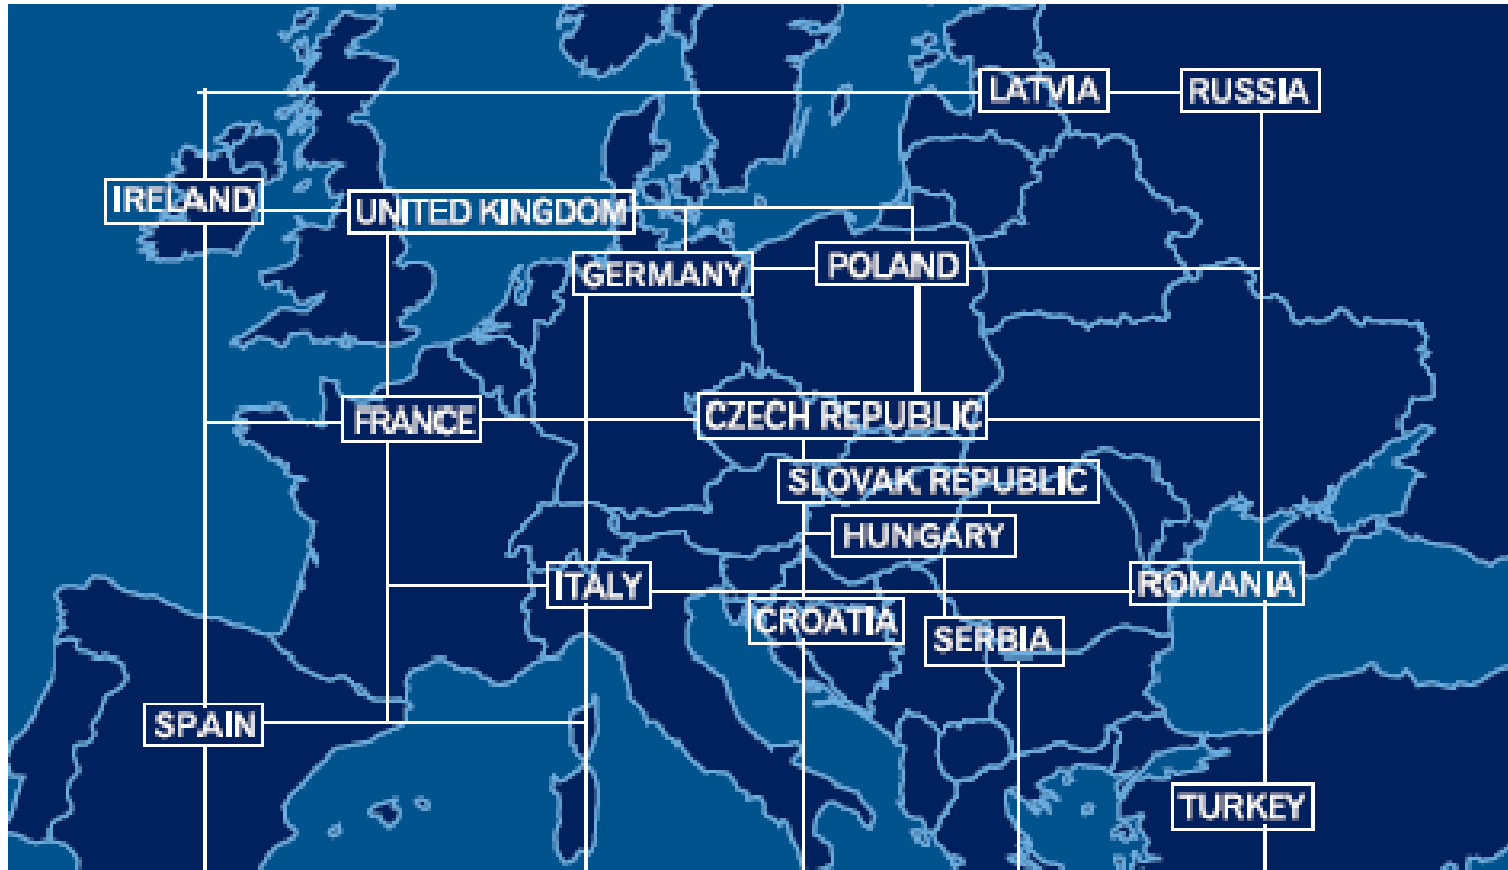 LATVIA
RUSSIA
IRELAND
UNITED KINGDOM
GERMANY
POLAND
FRANCE
CZECH REPUBLIC
SLOVAK REPUBLIC
HUNGARY
ITALY
ROMANIA
CROATIA
SERBIA
SPAIN
TURKEY